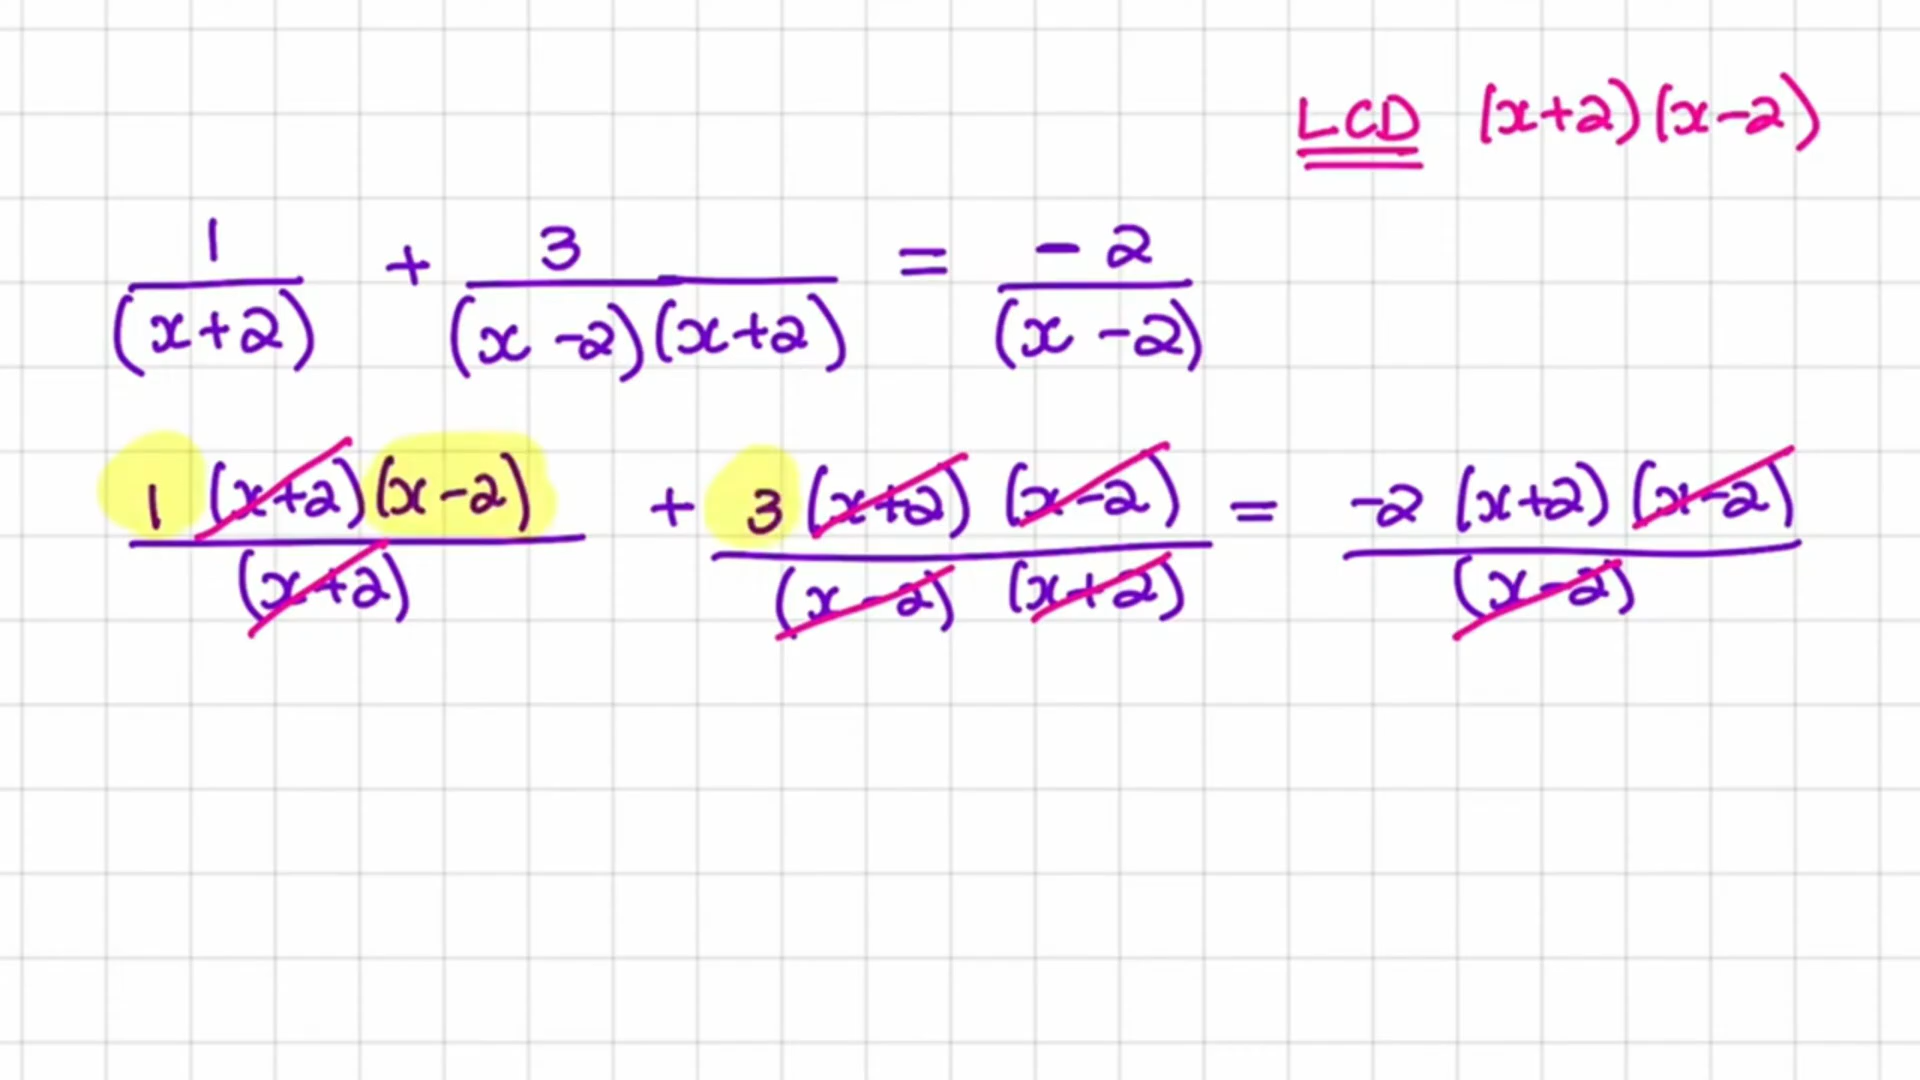 LCD (x+2)(x-2)
1/(x+2) + 3/((x-2)(x+2)) = -2/(x-2)
1(x+2)(x-2)/(x+2) + 3(x+2)(x-2)/((x-2)(x+2)) = -2(x+2)(x-2)/(x-2)